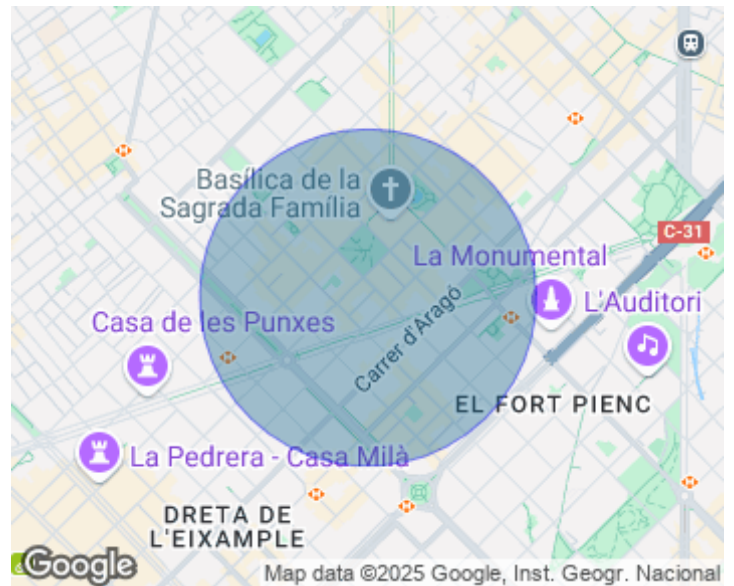 Basílica de la
Sagrada Família
C-31
La Monumental
L'Auditori
Casa de les Punxes
Carrer d'Aragó
EL FORT PIENC
La Pedrera - Casa Milà
DRETA DE
L'EIXAMPLE
Google
Map data ©2025 Google, Inst. Geogr. Nacional